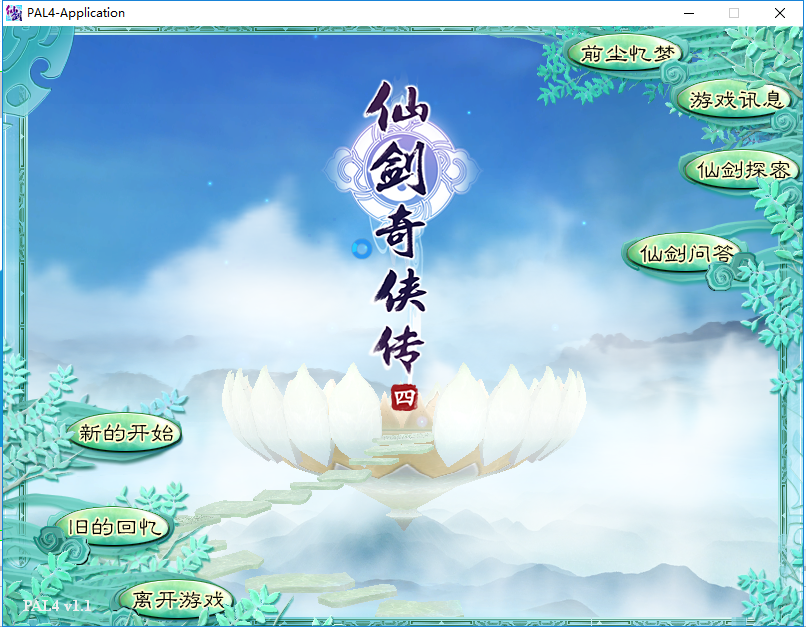 PAL4-Application
前尘忆梦
游戏讯息
仙剑探密
仙剑问答
仙剑奇侠传
四
新的开始
旧的回忆
离开游戏
PAL4 v1.1